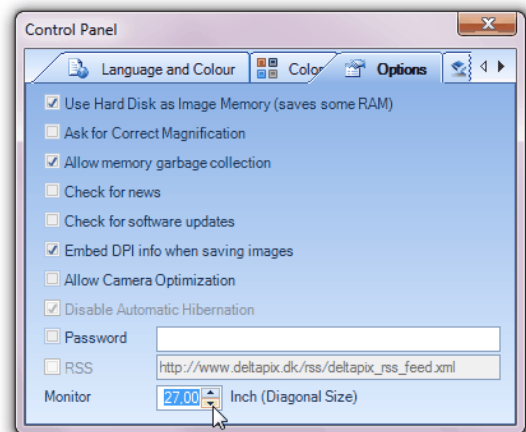 Control Panel
Language and Colour Color Options
Use Hard Disk as Image Memory (saves some RAM)
Ask for Correct Magnification
Allow memory garbage collection
Check for news
Check for software updates
Embed DPI info when saving images
Allow Camera Optimization
Disable Automatic Hibernation
Password
RSS http://www.deltapix.dk/rss/deltapix_rss_feed.xml
Monitor 27,00 Inch (Diagonal Size)